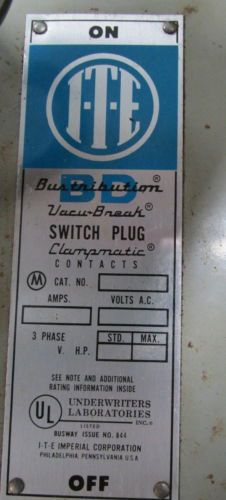 ON
I-T-E
BD
Bustribution®
Vacu-Break®
SWITCH PLUG
Clampmatic®
CONTACTS
M CAT. NO.
AMPS. VOLTS A.C.
3 PHASE STD. MAX.
V. H.P.
SEE NOTE AND ADDITIONAL
RATING INFORMATION INSIDE
UL UNDERWRITERS
LABORATORIES
INC.®
LISTED
BUSWAY ISSUE NO. B44
I-T-E IMPERIAL CORPORATION
PHILADELPHIA, PENNSYLVANIA U.S.A
OFF